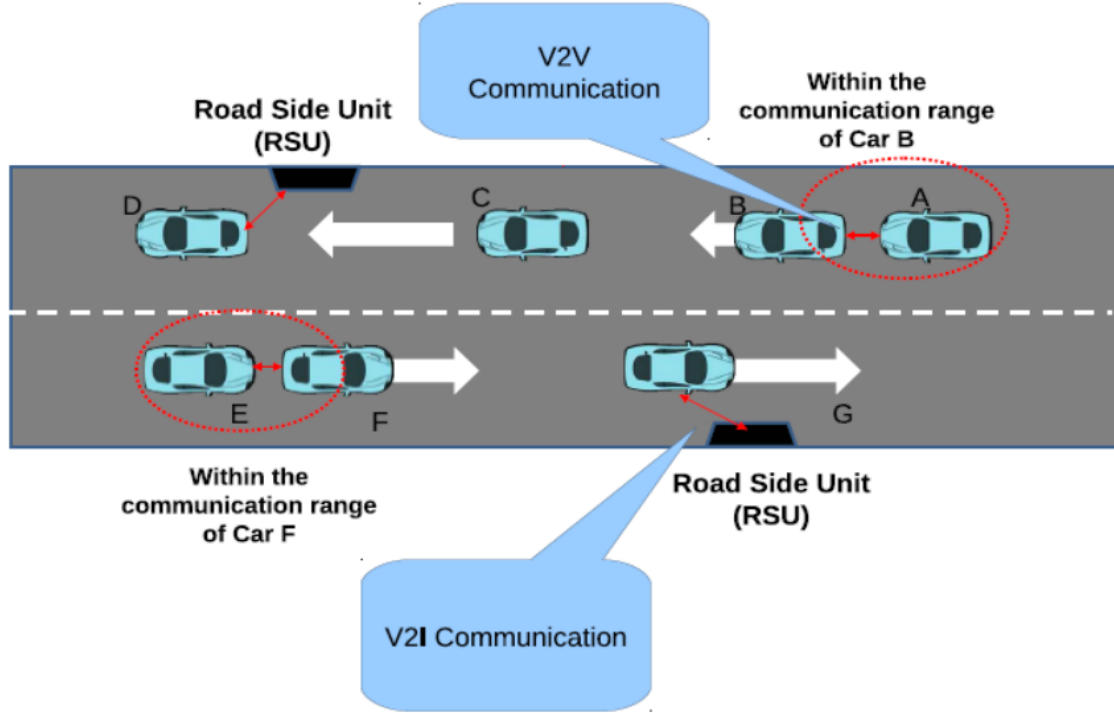 V2V
Communication
Within the
communication range
of Car B
Road Side Unit
(RSU)
D
C
B
A
E
F
G
Within the
communication range
of Car F
Road Side Unit
(RSU)
V2I Communication